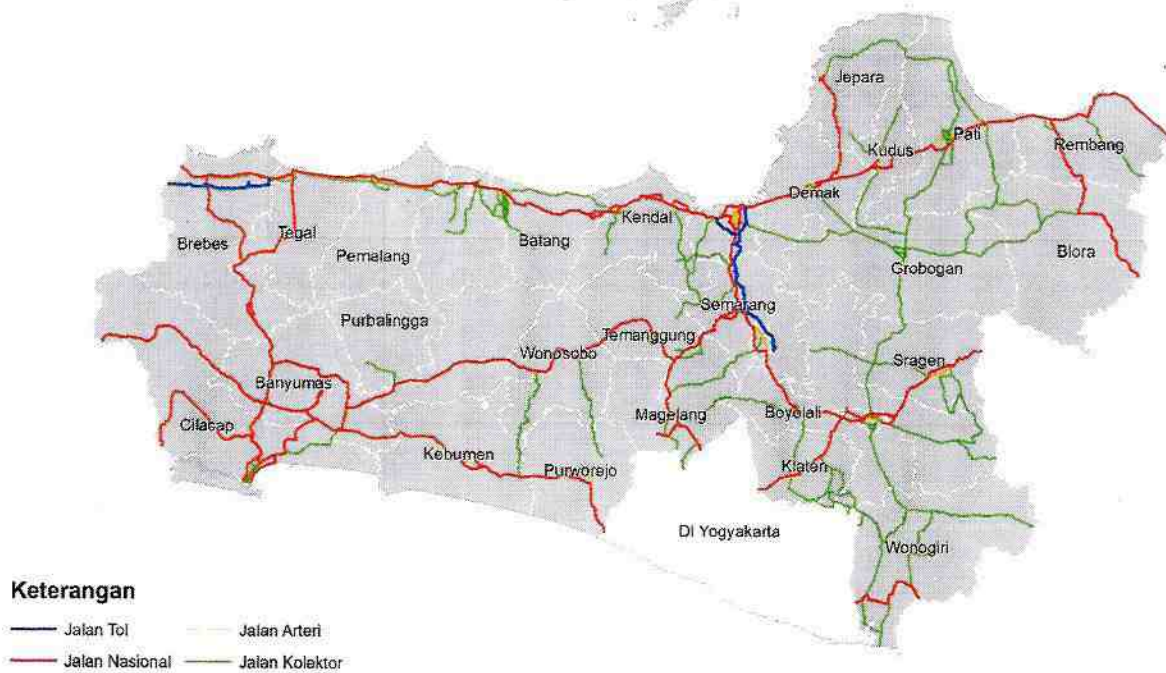 Jepara
Pati
Kudus
Rembang
Demak
Kendal
Brebes
Tegal
Batang
Blora
Pemalang
Grobogan
Semarang
Purbalingga
Temanggung
Wonosobo
Sragen
Banyumas
Magelang
Boyolali
Cilacap
Kebumen
Purworejo
Klaten
DI Yogyakarta
Wonogiri
Keterangan
Jalan Tol
Jalan Arteri
Jalan Nasional
Jalan Kolektor